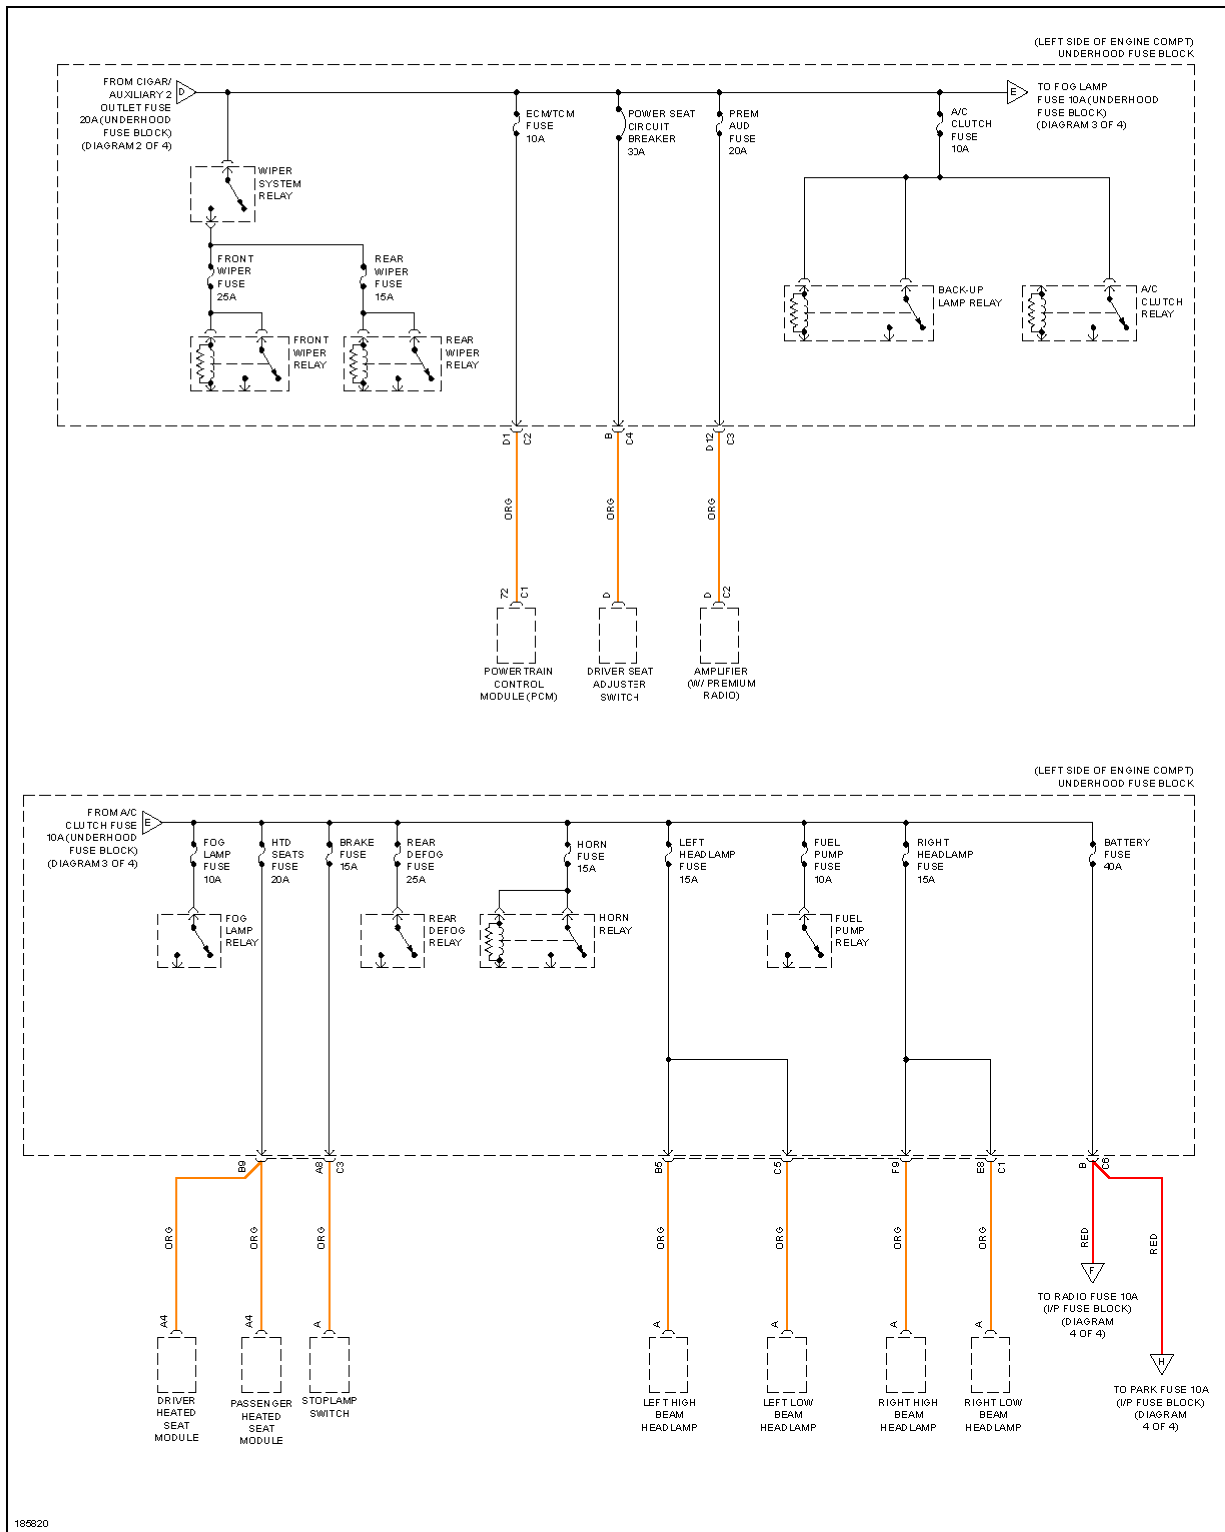 (LEFT SIDE OF ENGINE COMPT)
UNDERHOOD FUSE BLOCK
FROM CIGAR/
AUXILIARY 2
OUTLET FUSE
20A (UNDERHOOD
FUSE BLOCK)
(DIAGRAM 2 OF 4)
D
ECM/TCM
FUSE
10A
POWER SEAT
CIRCUIT
BREAKER
30A
PREM
AUD
FUSE
20A
A/C
CLUTCH
FUSE
10A
E
TO FOG LAMP
FUSE 10A (UNDERHOOD
FUSE BLOCK)
(DIAGRAM 3 OF 4)
WIPER
SYSTEM
RELAY
FRONT
WIPER
FUSE
25A
REAR
WIPER
FUSE
15A
FRONT
WIPER
RELAY
REAR
WIPER
RELAY
BACK-UP
LAMP RELAY
A/C
CLUTCH
RELAY
D1
C2
B
C4
D12
C3
ORG
ORG
ORG
72
C1
D
D
C2
POWERTRAIN
CONTROL
MODULE (PCM)
DRIVER SEAT
ADJUSTER
SWITCH
AMPLIFIER
(W/ PREMIUM
RADIO)
(LEFT SIDE OF ENGINE COMPT)
UNDERHOOD FUSE BLOCK
FROM A/C
CLUTCH FUSE
10A (UNDERHOOD
FUSE BLOCK)
(DIAGRAM 3 OF 4)
E
FOG
LAMP
FUSE
10A
HTD
SEATS
FUSE
20A
BRAKE
FUSE
15A
REAR
DEFOG
FUSE
25A
HORN
FUSE
15A
LEFT
HEADLAMP
FUSE
15A
FUEL
PUMP
FUSE
10A
RIGHT
HEADLAMP
FUSE
15A
BATTERY
FUSE
40A
FOG
LAMP
RELAY
REAR
DEFOG
RELAY
HORN
RELAY
FUEL
PUMP
RELAY
B9
A8
C3
B5
C5
F9
E8
C1
B
C6
ORG
ORG
ORG
ORG
ORG
ORG
ORG
RED
RED
F
TO RADIO FUSE 10A
(I/P FUSE BLOCK)
(DIAGRAM
4 OF 4)
A4
A4
A
A
A
A
A
H
TO PARK FUSE 10A
(I/P FUSE BLOCK)
(DIAGRAM
4 OF 4)
DRIVER
HEATED
SEAT
MODULE
PASSENGER
HEATED
SEAT
MODULE
STOPLAMP
SWITCH
LEFT HIGH
BEAM
HEADLAMP
LEFT LOW
BEAM
HEADLAMP
RIGHT HIGH
BEAM
HEADLAMP
RIGHT LOW
BEAM
HEADLAMP
185820